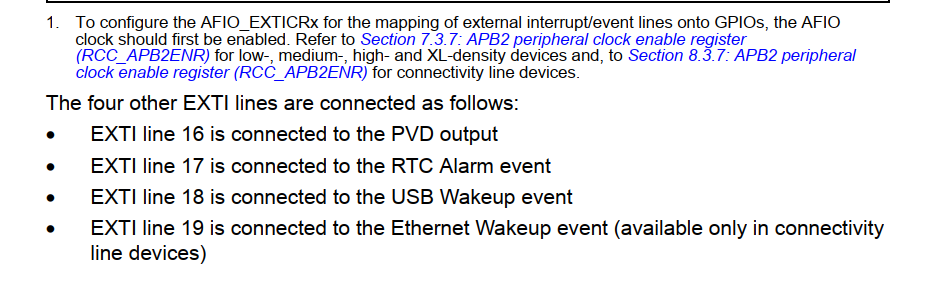 1. To configure the AFIO_EXTICRx for the mapping of external interrupt/event lines onto GPIOs, the AFIO
clock should first be enabled. Refer to Section 7.3.7: APB2 peripheral clock enable register
(RCC_APB2ENR) for low-, medium-, high- and XL-density devices and, to Section 8.3.7: APB2 peripheral
clock enable register (RCC_APB2ENR) for connectivity line devices.
The four other EXTI lines are connected as follows:
• EXTI line 16 is connected to the PVD output
• EXTI line 17 is connected to the RTC Alarm event
• EXTI line 18 is connected to the USB Wakeup event
• EXTI line 19 is connected to the Ethernet Wakeup event (available only in connectivity
line devices)